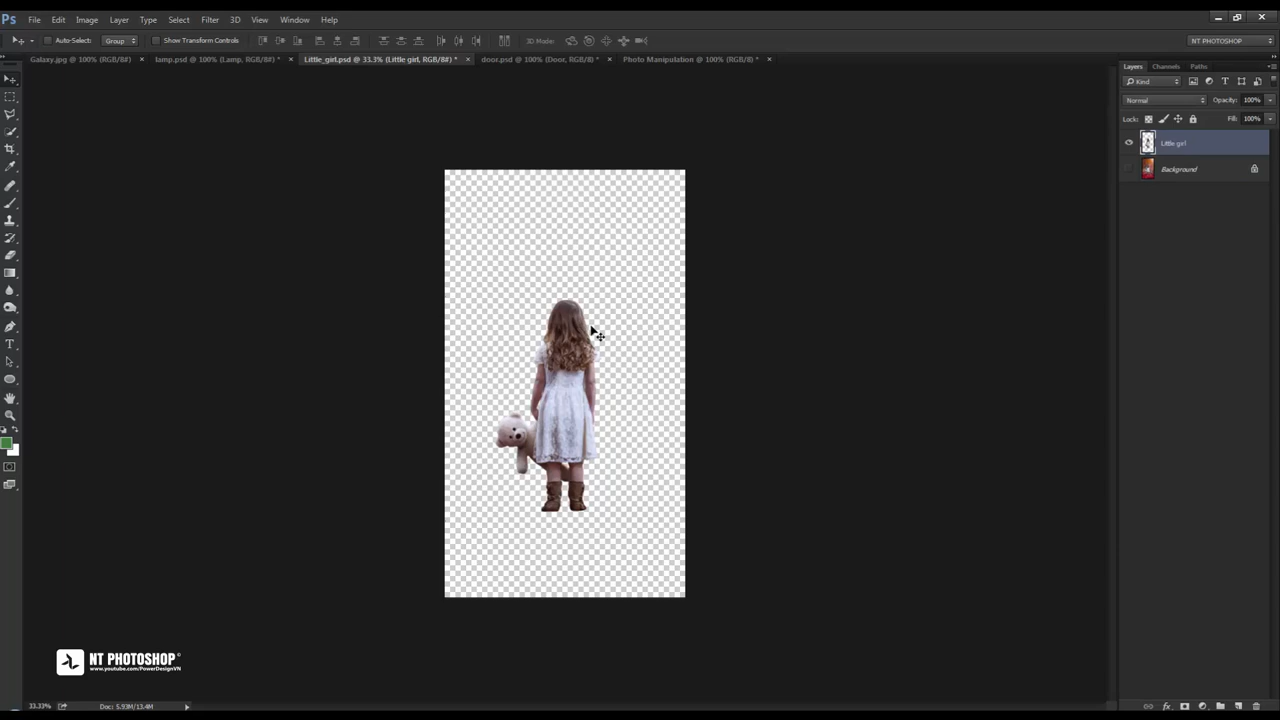 Ps File Edit Image Layer Type Select Filter 3D View Window Help
Auto-Select: Group Show Transform Controls 3D Mode: NT PHOTOSHOP
Galaxy.jpg @ 100% (RGB/8#) × lamp.psd @ 100% (Lamp, RGB/8#) * × Little_girl.psd @ 33.3% (Little girl, RGB/8#) * × door.psd @ 100% (Door, RGB/8) * × Photo Manipulation @ 100% (RGB/8) * ×
Layers Channels Paths
Kind
Normal Opacity: 100%
Lock: Fill: 100%
Little girl
Background
NT PHOTOSHOP
www.youtube.com/PowerDesignVN
33.33% Doc: 5.93M/13.4M